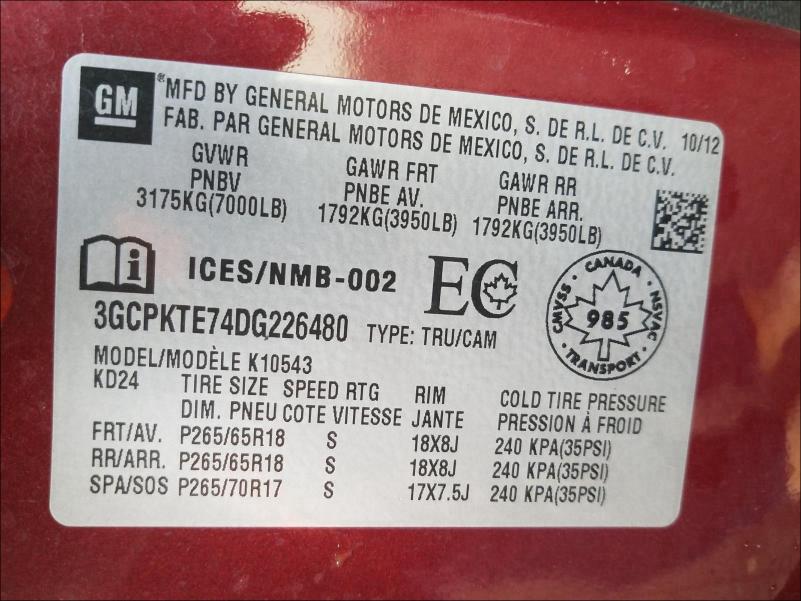 GM
®MFD BY GENERAL MOTORS DE MEXICO, S. DE R.L. DE C.V. 10/12
FAB. PAR GENERAL MOTORS DE MEXICO, S. DE R.L. DE C.V.
GVWR GAWR FRT GAWR RR
PNBV PNBE AV. PNBE ARR.
3175KG(7000LB) 1792KG(3950LB) 1792KG(3950LB)
i ICES/NMB-002 EC
CANADA
CMVSS 985 NSVAC
TRANSPORT
3GCPKTE74DG226480 TYPE: TRU/CAM
MODEL/MODÈLE K10543
KD24 TIRE SIZE SPEED RTG RIM COLD TIRE PRESSURE
DIM. PNEU COTE VITESSE JANTE PRESSION À FROID
FRT/AV. P265/65R18 S 18X8J 240 KPA(35PSI)
RR/ARR. P265/65R18 S 18X8J 240 KPA(35PSI)
SPA/SOS P265/70R17 S 17X7.5J 240 KPA(35PSI)